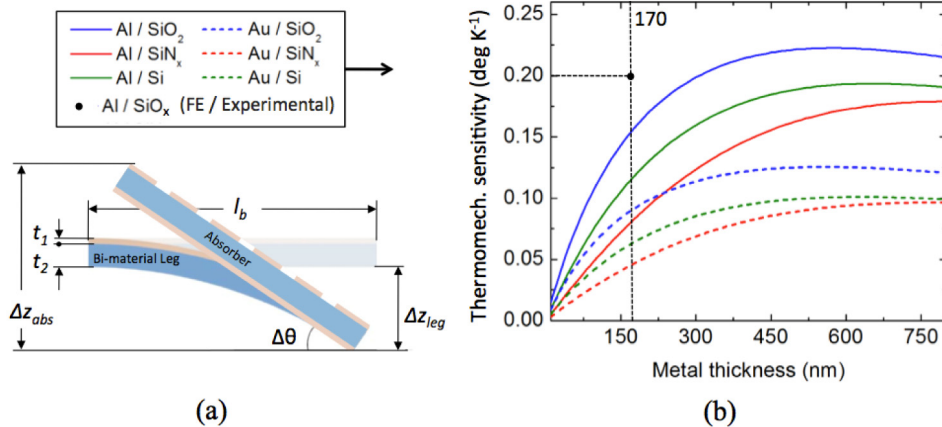 Al / SiO2 Au / SiO2
Al / SiNx Au / SiNx
Al / Si Au / Si
Al / SiOx (FE / Experimental)
lb
t1
t2
Bi-material Leg
Absorber
Δzabs
Δzleg
Δθ
(a)
170
0.25
0.20
0.15
0.10
0.05
0.00
Thermomech. sensitivity (deg K-1)
150 300 450 600 750
Metal thickness (nm)
(b)